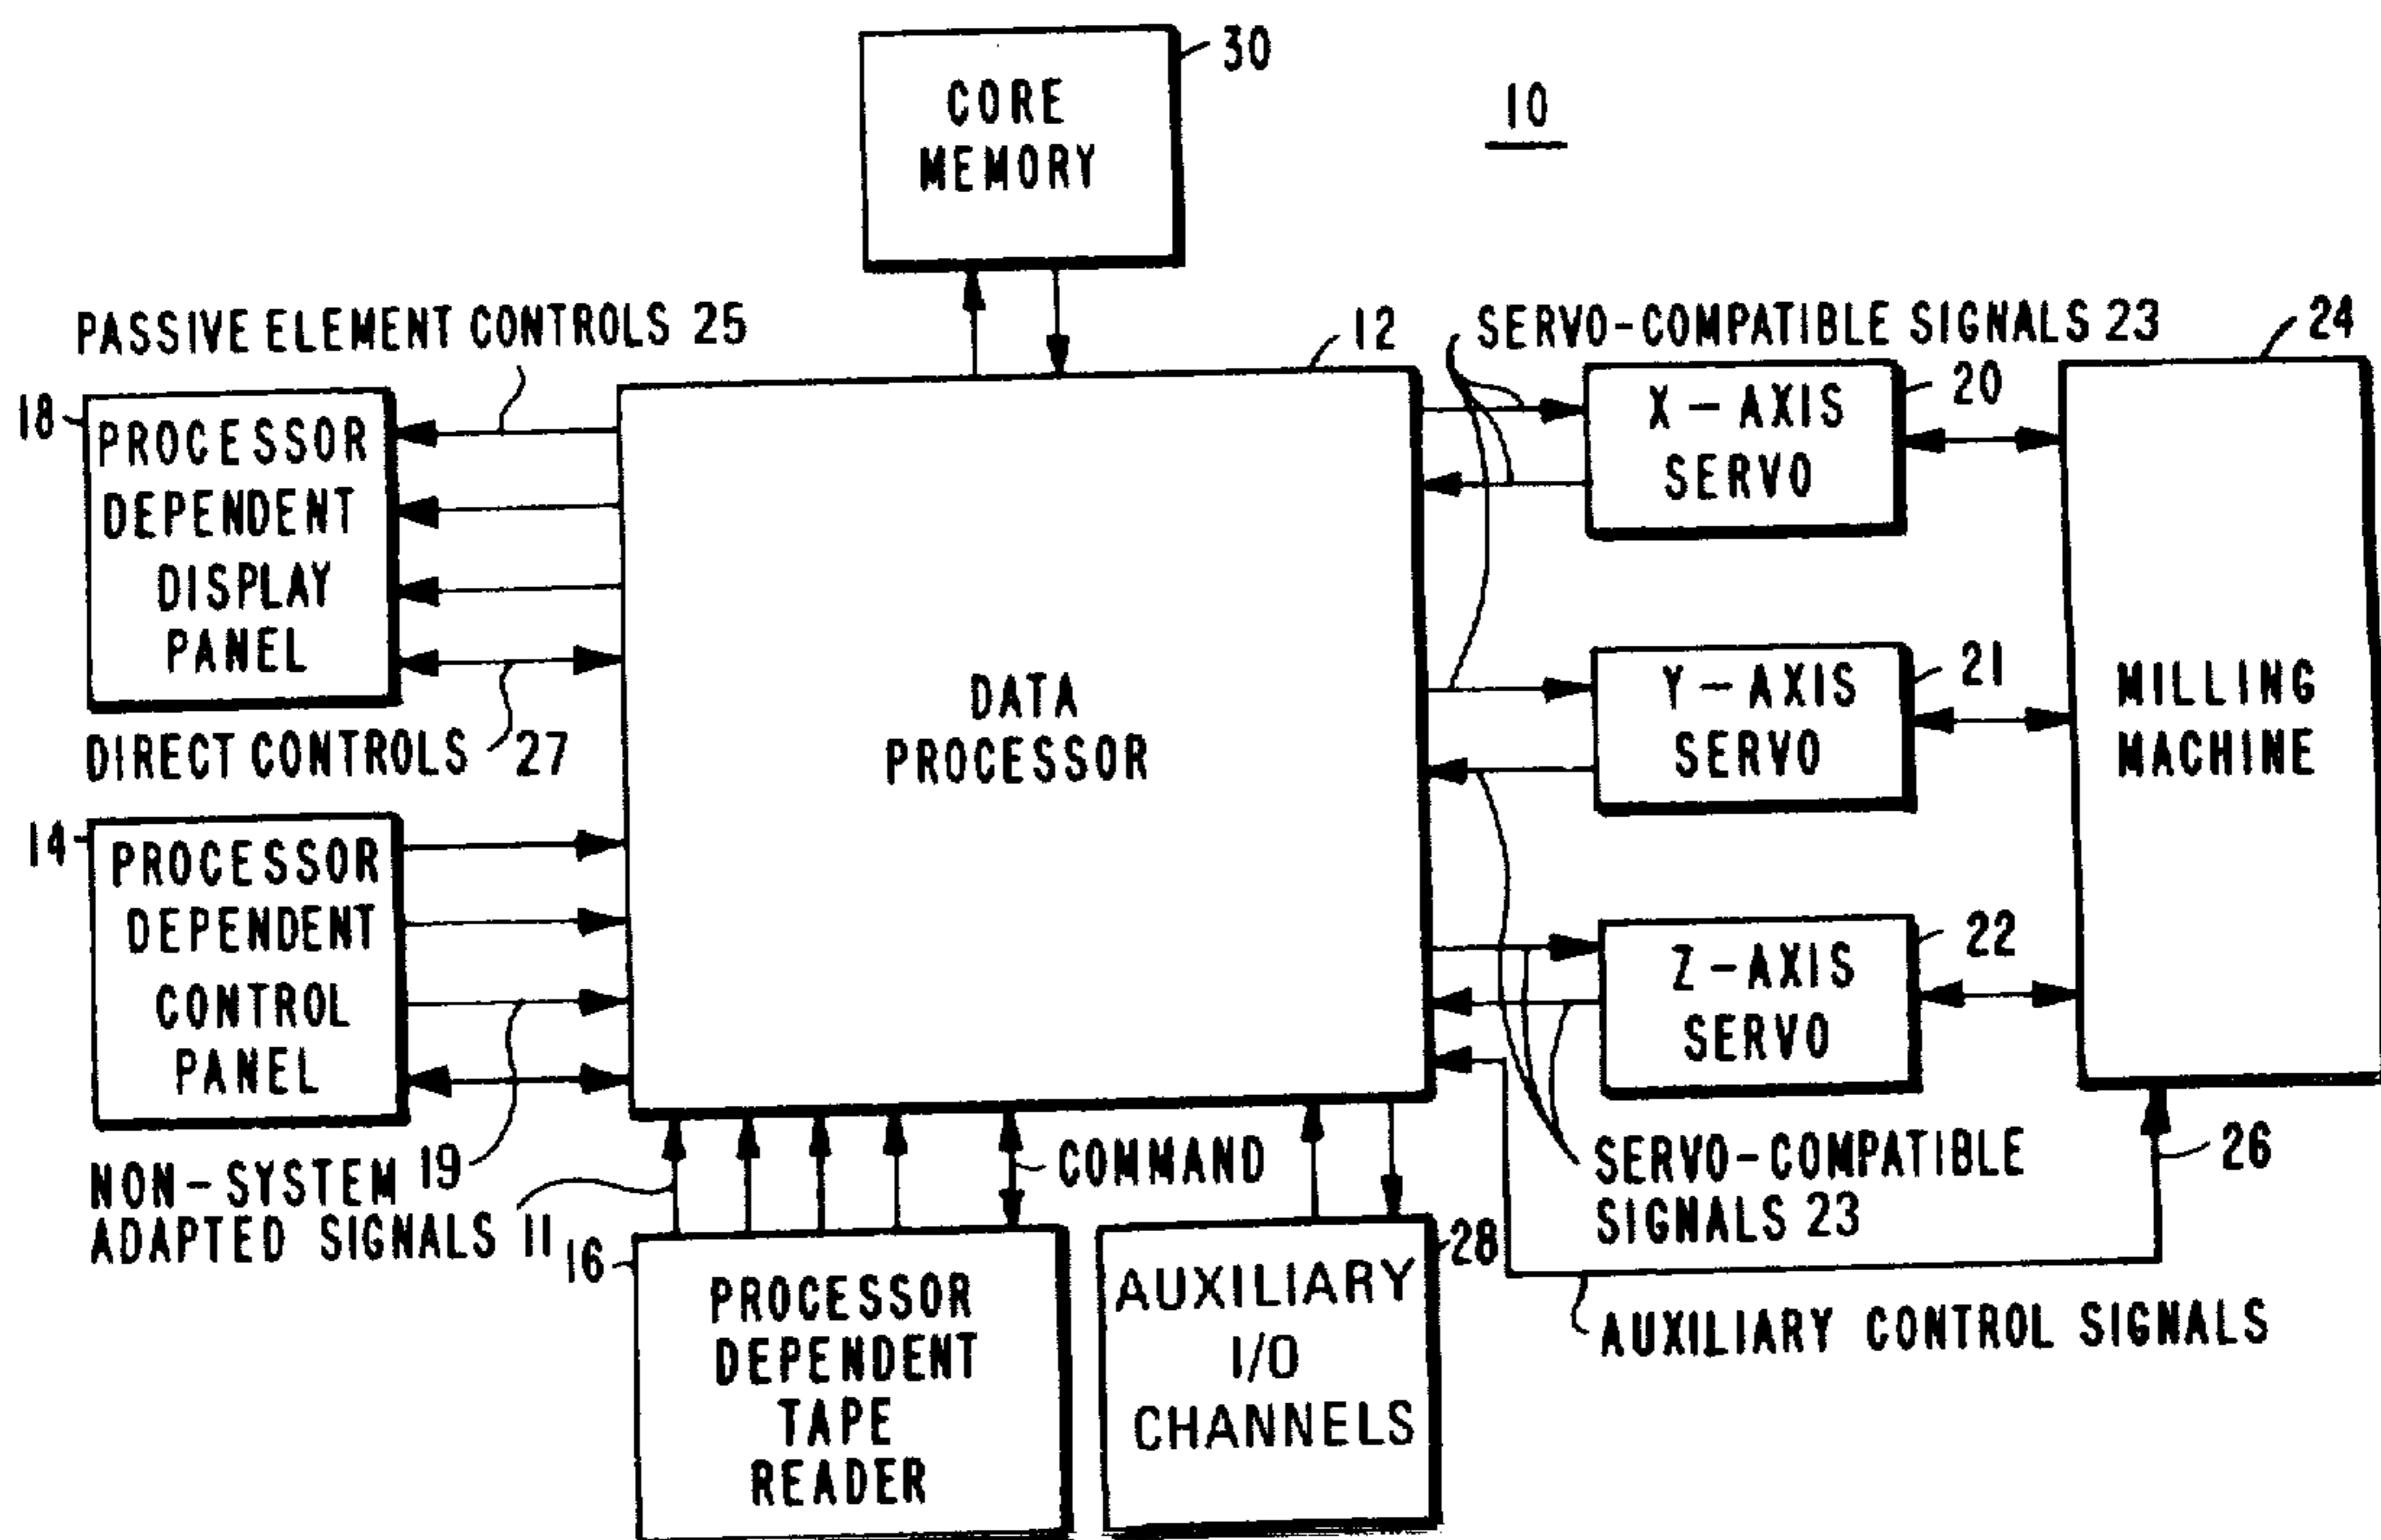 CORE
MEMORY
30
10
PASSIVE ELEMENT CONTROLS 25
12
SERVO-COMPATIBLE SIGNALS 23
24
18
PROCESSOR
DEPENDENT
DISPLAY
PANEL
X-AXIS
SERVO
20
DIRECT CONTROLS 27
DATA
PROCESSOR
Y-AXIS
SERVO
21
MILLING
MACHINE
14
PROCESSOR
DEPENDENT
CONTROL
PANEL
Z-AXIS
SERVO
22
NON-SYSTEM 19
ADAPTED SIGNALS 11
COMMAND
SERVO-COMPATIBLE
SIGNALS 23
26
16
PROCESSOR
DEPENDENT
TAPE
READER
28
AUXILIARY
I/O
CHANNELS
AUXILIARY CONTROL SIGNALS